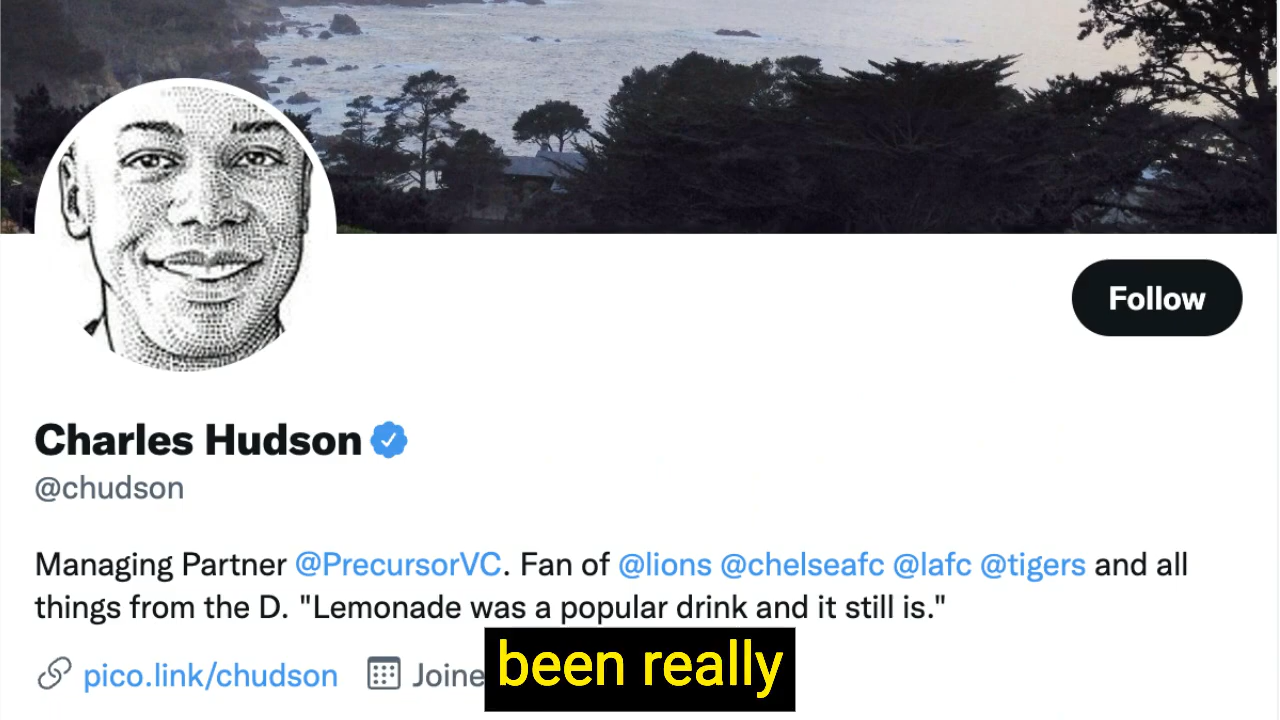 Follow
Charles Hudson
@chudson
Managing Partner @PrecursorVC. Fan of @lions @chelseafc @lafc @tigers and all
things from the D. "Lemonade was a popular drink and it still is."
pico.link/chudson Joine
been really